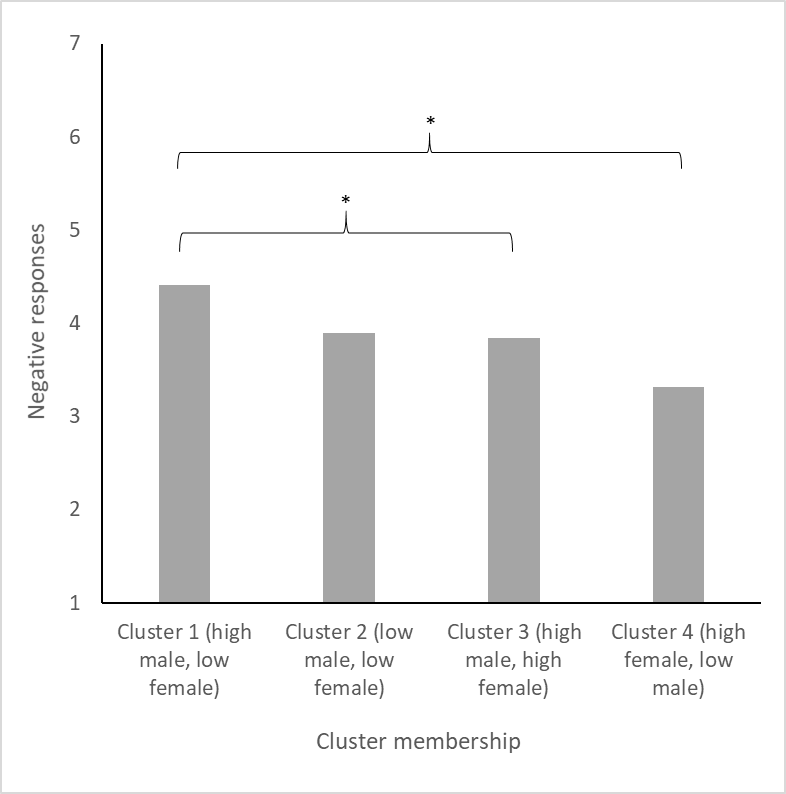 7
6
5
4
3
2
1
Negative responses
*
*
Cluster 1 (high
male, low
female)
Cluster 2 (low
male, low
female)
Cluster 3 (high
male, high
female)
Cluster 4 (high
female, low
male)
Cluster membership